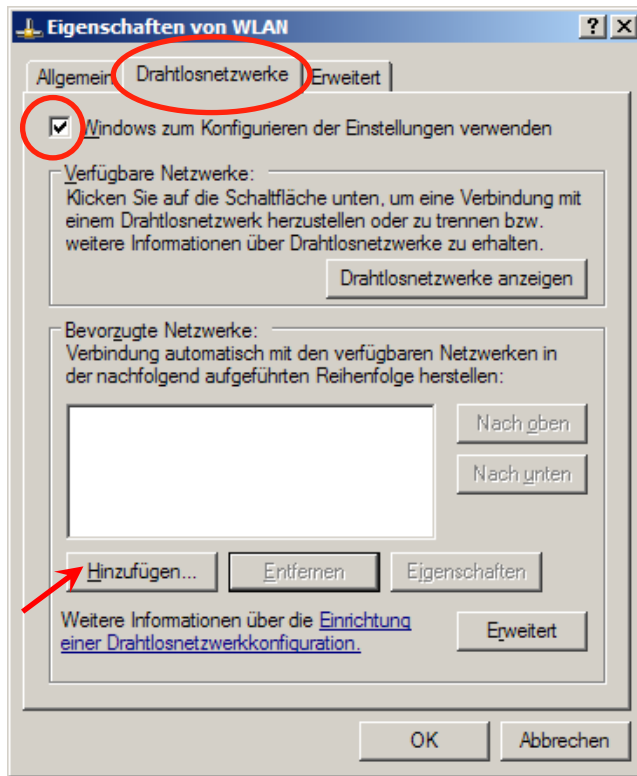 Eigenschaften von WLAN
Allgemein Drahtlosnetzwerke Erweitert
Windows zum Konfigurieren der Einstellungen verwenden
Verfügbare Netzwerke:
Klicken Sie auf die Schaltfläche unten, um eine Verbindung mit
einem Drahtlosnetzwerk herzustellen oder zu trennen bzw.
weitere Informationen über Drahtlosnetzwerke zu erhalten.
Drahtlosnetzwerke anzeigen
Bevorzugte Netzwerke:
Verbindung automatisch mit den verfügbaren Netzwerken in
der nachfolgend aufgeführten Reihenfolge herstellen:
Nach oben
Nach unten
Hinzufügen... Entfernen Eigenschaften
Weitere Informationen über die Einrichtung
einer Drahtlosnetzwerkkonfiguration.
Erweitert
OK Abbrechen